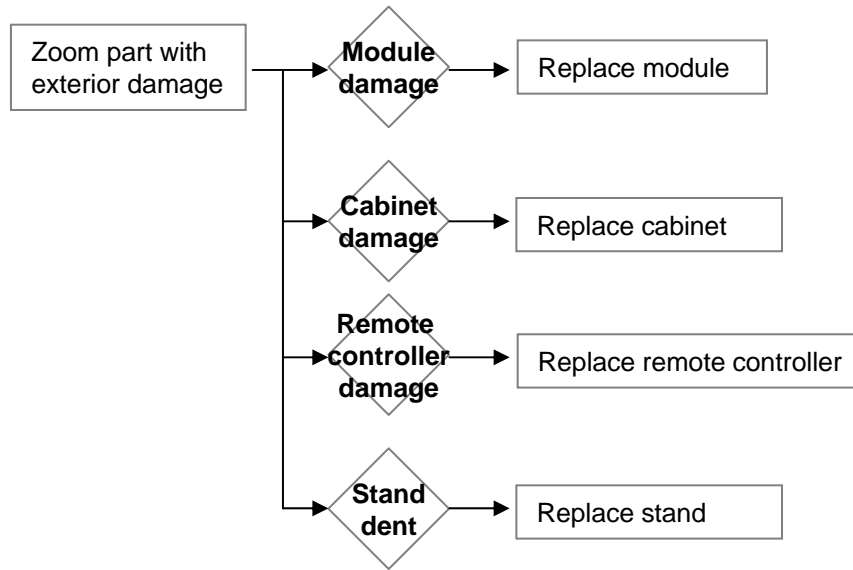 Zoom part with
exterior damage
Module
damage
Replace module
Cabinet
damage
Replace cabinet
Remote
controller
damage
Replace remote controller
Stand
dent
Replace stand